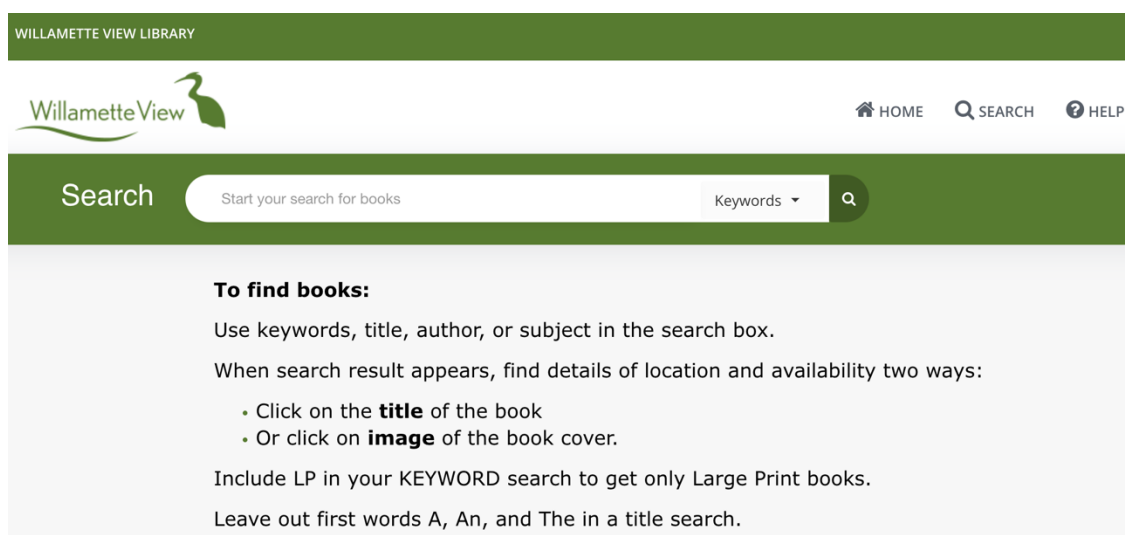 WILLAMETTE VIEW LIBRARY
Willamette View
HOME SEARCH HELP
Search Start your search for books Keywords
To find books:
Use keywords, title, author, or subject in the search box.
When search result appears, find details of location and availability two ways:
• Click on the title of the book
• Or click on image of the book cover.
Include LP in your KEYWORD search to get only Large Print books.
Leave out first words A, An, and The in a title search.